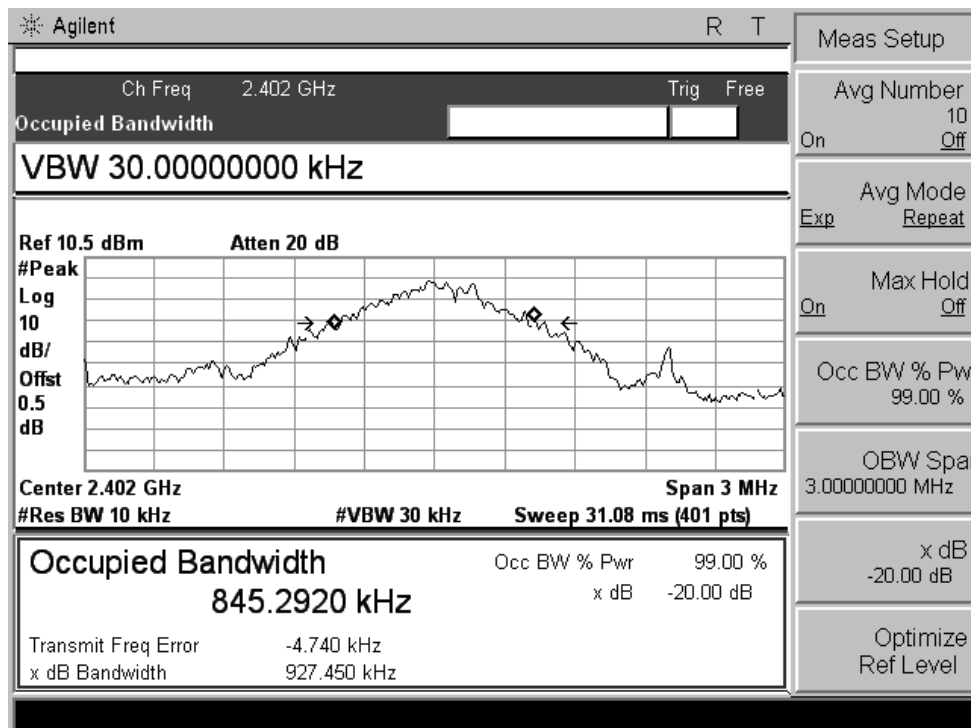 Agilent R T
Ch Freq 2.402 GHz Trig Free
Occupied Bandwidth
VBW 30.00000000 kHz
Ref 10.5 dBm Atten 20 dB
#Peak
Log
10
dB/
Offst
0.5
dB
Center 2.402 GHz Span 3 MHz
#Res BW 10 kHz #VBW 30 kHz Sweep 31.08 ms (401 pts)
Occupied Bandwidth
845.2920 kHz
Occ BW % Pwr 99.00 %
x dB -20.00 dB
Transmit Freq Error -4.740 kHz
x dB Bandwidth 927.450 kHz
Meas Setup
Avg Number
10
On Off
Avg Mode
Exp Repeat
Max Hold
On Off
Occ BW % Pw
99.00 %
OBW Spa
3.00000000 MHz
x dB
-20.00 dB
Optimize
Ref Level